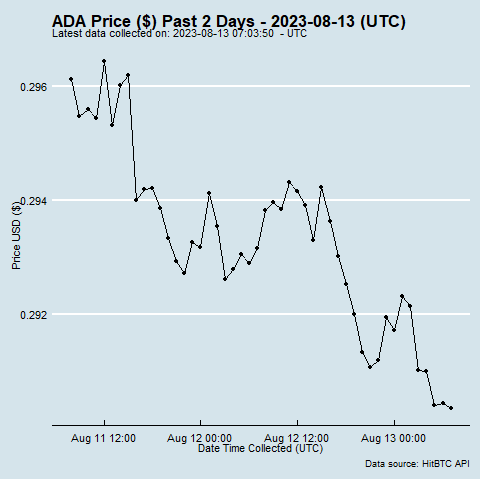 ADA Price ($) Past 2 Days - 2023-08-13 (UTC)
Latest data collected on: 2023-08-13 07:03:50 - UTC
0.296
0.294
0.292
Price USD ($)
Aug 11 12:00
Aug 12 00:00
Aug 12 12:00
Aug 13 00:00
Date Time Collected (UTC)
Data source: HitBTC API